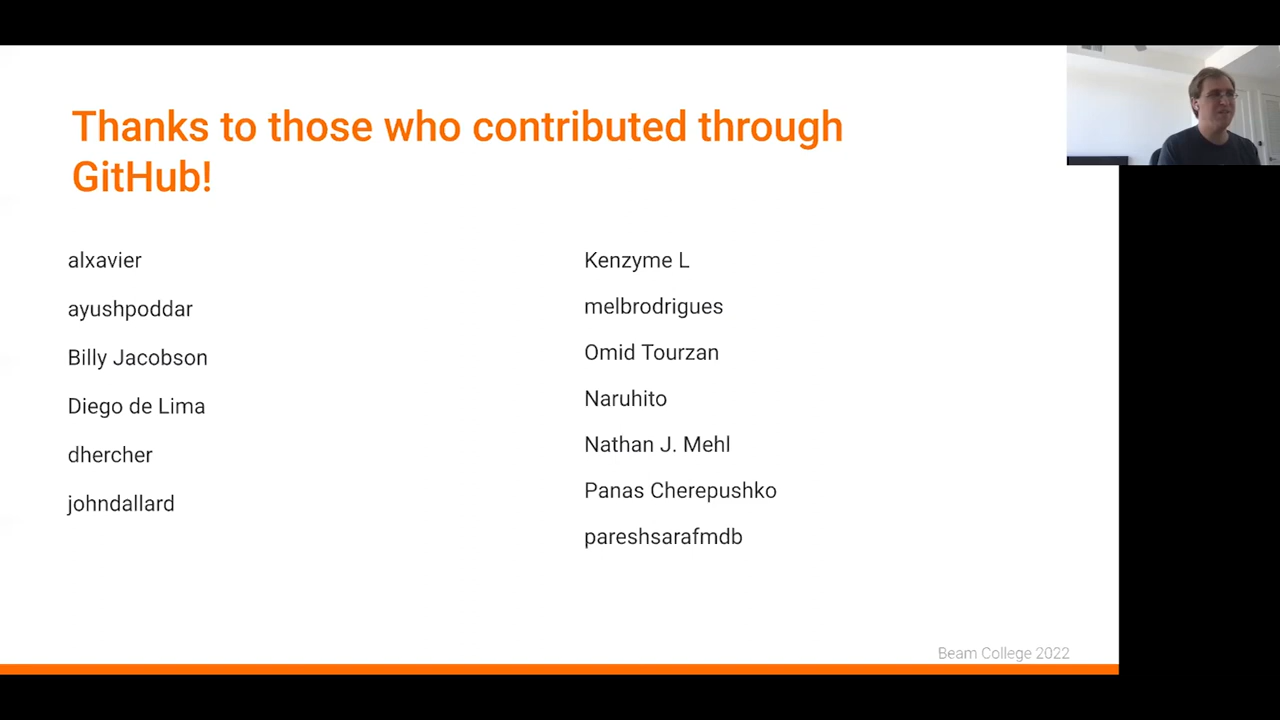 Thanks to those who contributed through
GitHub!
alxavier
ayushpoddar
Billy Jacobson
Diego de Lima
dhercher
johndallard
Kenzyme L
melbrodrigues
Omid Tourzan
Naruhito
Nathan J. Mehl
Panas Cherepushko
pareshsarafmdb
Beam College 2022